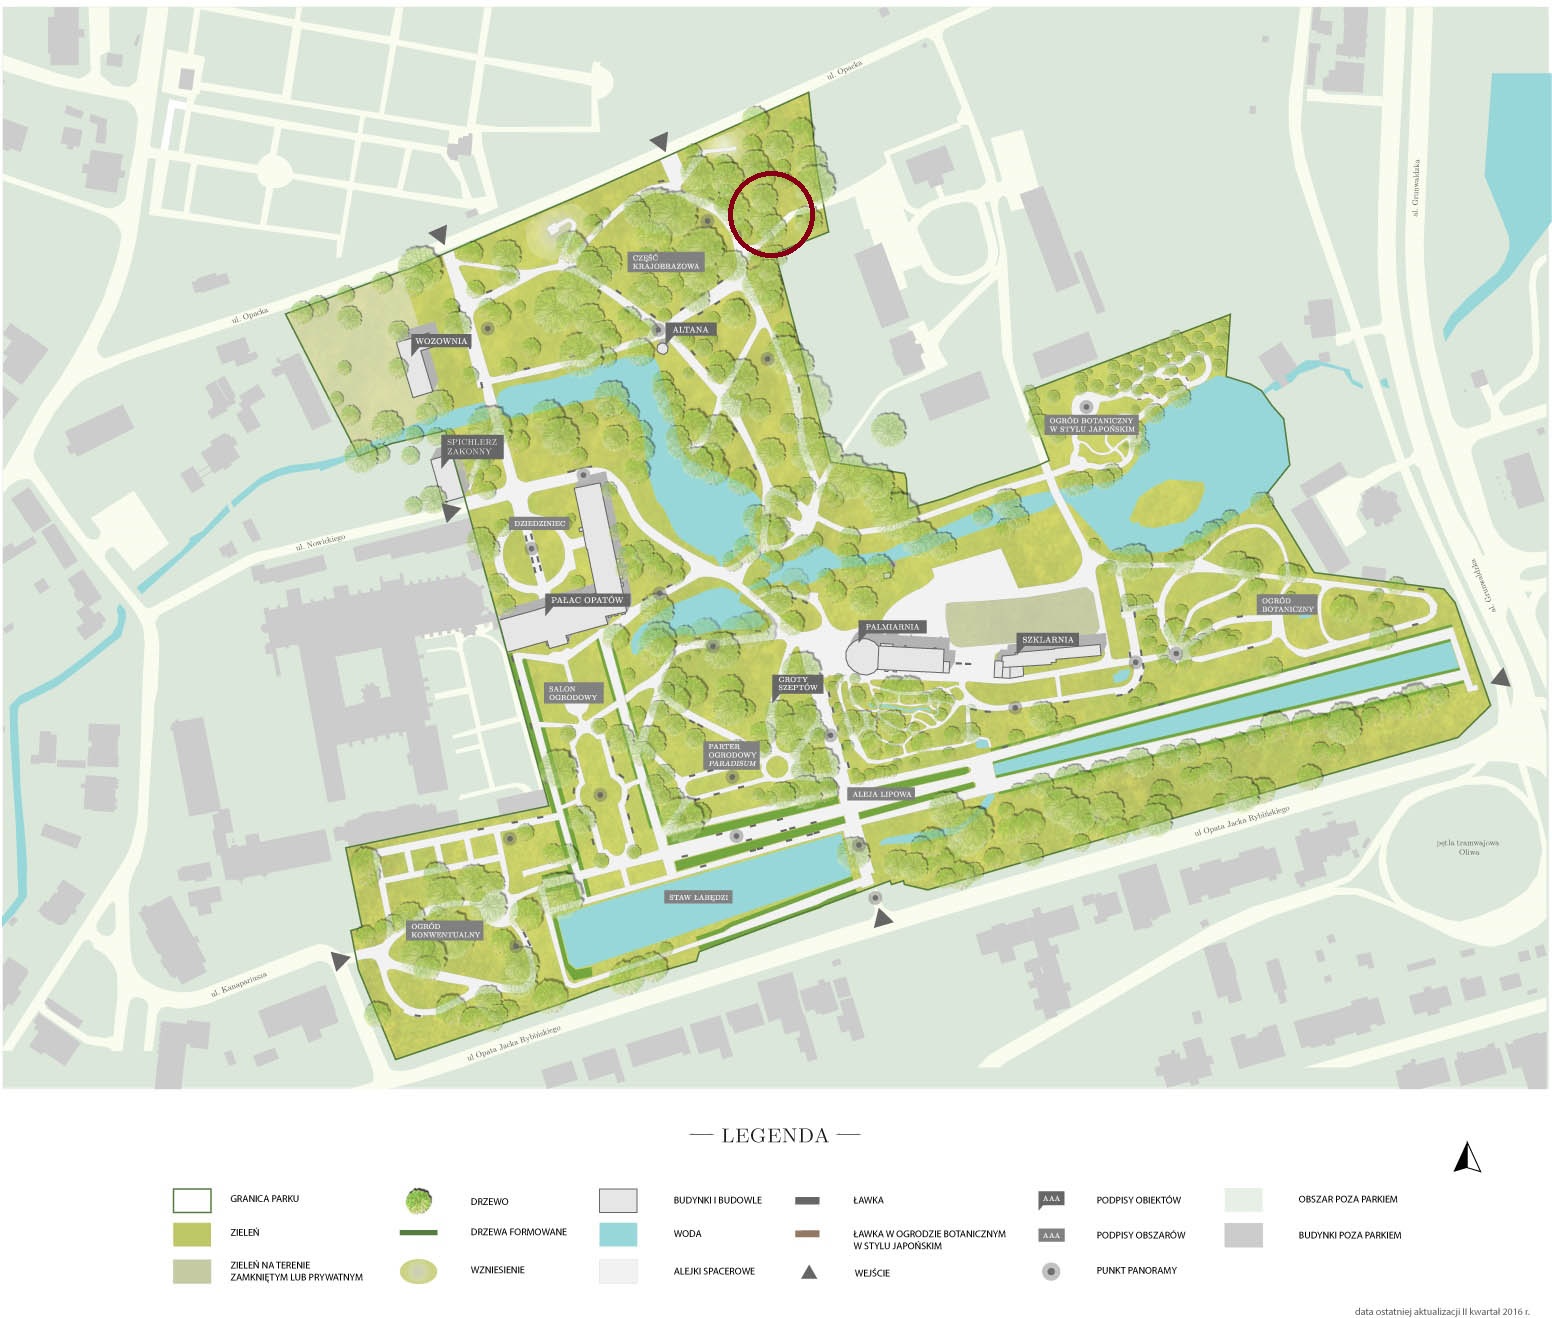 ul. Opacka
al. Grunwaldzka
CZĘŚĆ
KRAJOBRAZOWA
ul. Opacka
ALTANA
WOZOWNIA
OGRÓD BOTANICZNY
W STYLU JAPOŃSKIM
SPICHLERZ
ZAKONNY
DZIEDZINIEC
ul. Nowickiego
al. Grunwaldzka
PAŁAC OPATÓW
OGRÓD
BOTANICZNY
PALMIARNIA
SZKLARNIA
GROTY
SZEPTÓW
SALON
OGRODOWY
PARTER
OGRODOWY
PARADISUM
ALEJA LIPOWA
ul Opata Jacka Rybińskiego
pętla tramwajowa
Oliwa
STAW ŁABĘDZI
OGRÓD
KONWENTUALNY
ul. Kanapariusza
ul Opata Jacka Rybińskiego
LEGENDA
GRANICA PARKU
ZIELEŃ
ZIELEŃ NA TERENIE
ZAMKNIĘTYM LUB PRYWATNYM
DRZEWO
DRZEWA FORMOWANE
WZNIESIENIE
BUDYNKI I BUDOWLE
WODA
ALEJKI SPACEROWE
ŁAWKA
ŁAWKA W OGRODZIE BOTANICZNYM
W STYLU JAPOŃSKIM
WEJŚCIE
AAA
PODPISY OBIEKTÓW
AAA
PODPISY OBSZARÓW
PUNKT PANORAMY
OBSZAR POZA PARKIEM
BUDYNKI POZA PARKIEM
data ostatniej aktualizacji II kwartał 2016 r.